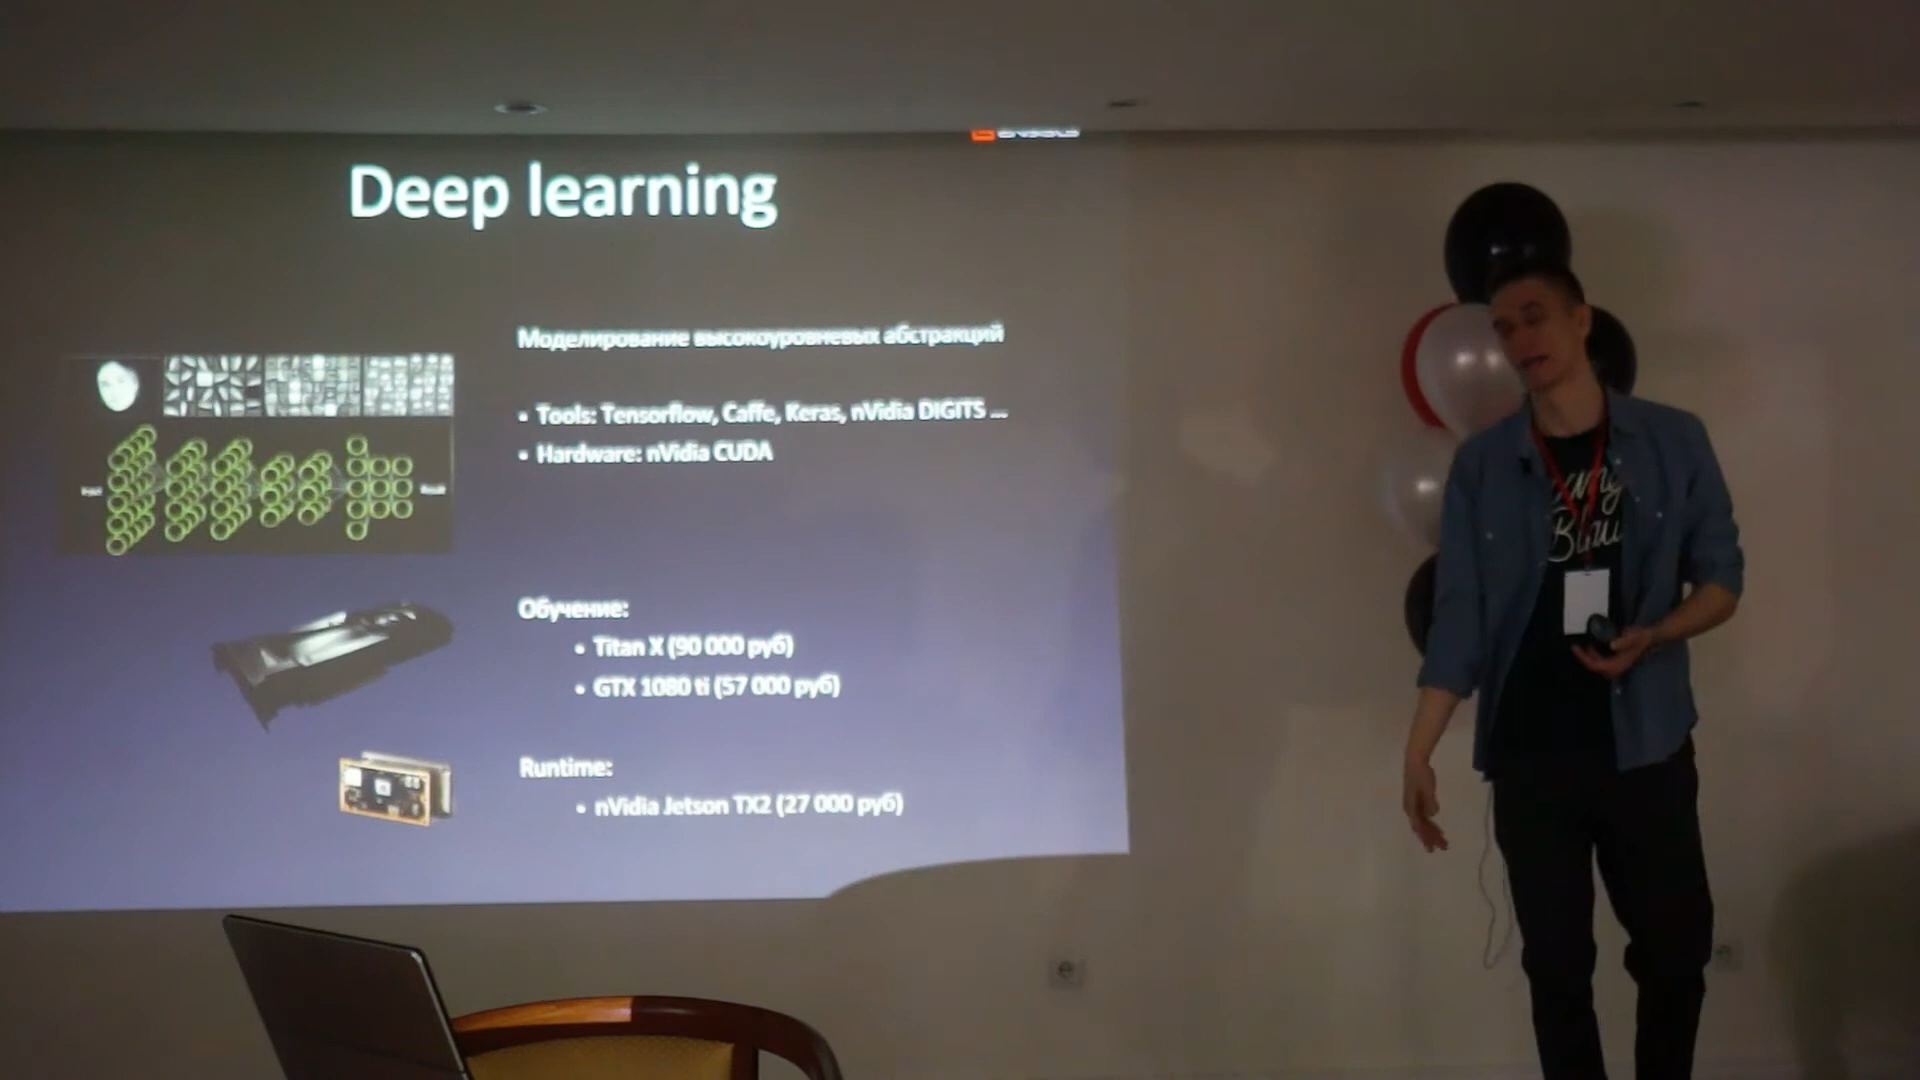 Deep learning
Моделирование высокоуровневых абстракций
• Tools: Tensorflow, Caffe, Keras, nVidia DIGITS ...
• Hardware: nVidia CUDA
Обучение:
• Titan X (90 000 руб)
• GTX 1080 ti (57 000 руб)
Runtime:
• nVidia Jetson TX2 (27 000 руб)